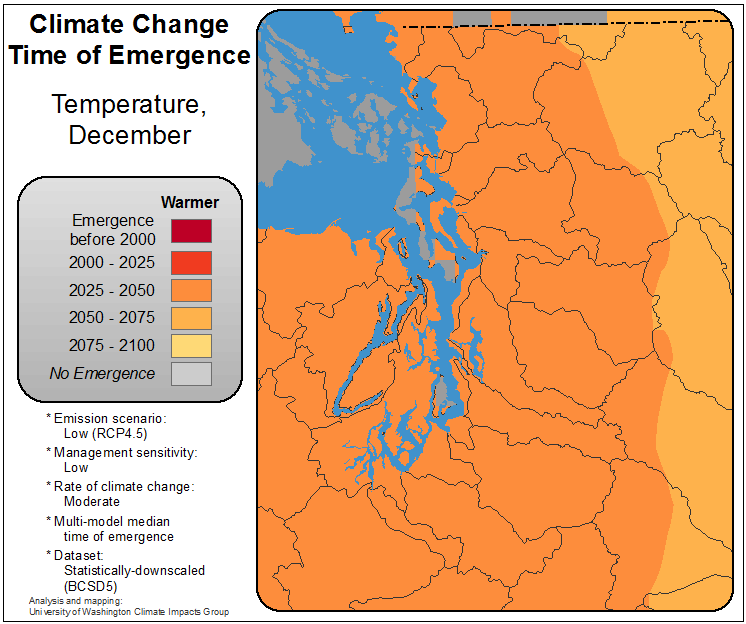 Climate Change
Time of Emergence
Temperature,
December
Warmer
Emergence
before 2000
2000 - 2025
2025 - 2050
2050 - 2075
2075 - 2100
No Emergence
* Emission scenario:
Low (RCP4.5)
* Management sensitivity:
Low
* Rate of climate change:
Moderate
* Multi-model median
time of emergence
* Dataset:
Statistically-downscaled
(BCSD5)
Analysis and mapping:
University of Washington Climate Impacts Group